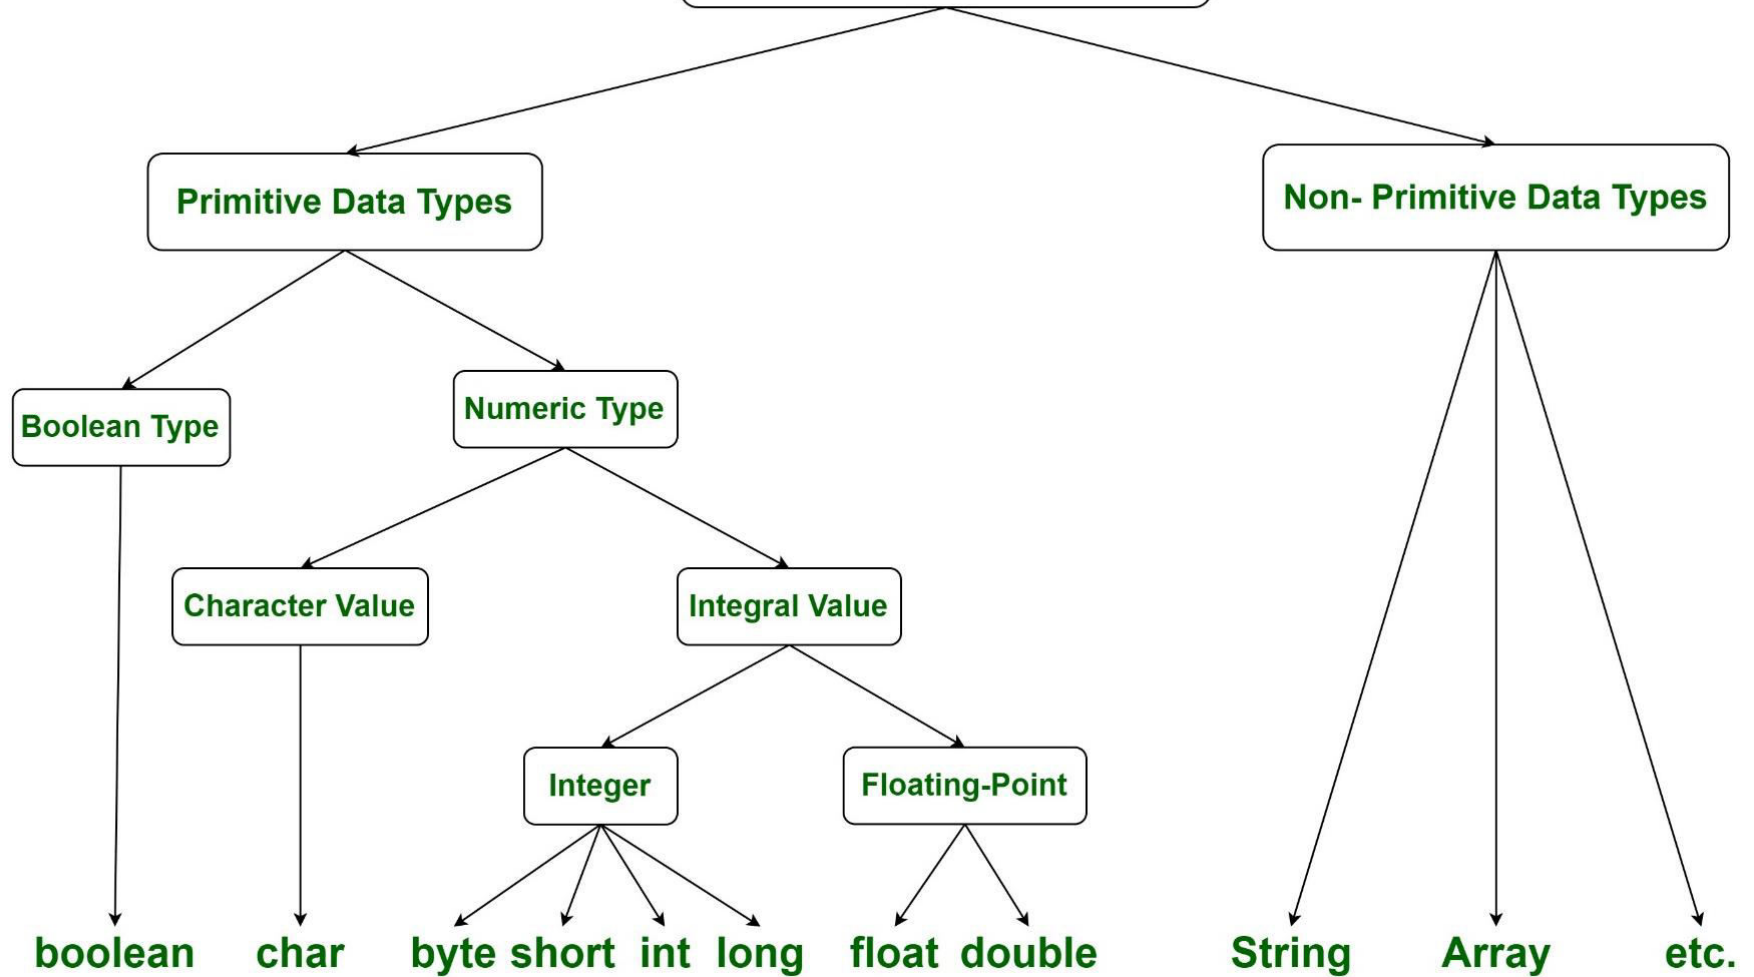 Primitive Data Types
Non- Primitive Data Types
Boolean Type
Numeric Type
Character Value
Integral Value
Integer
Floating-Point
boolean
char
byte
short
int
long
float
double
String
Array
etc.